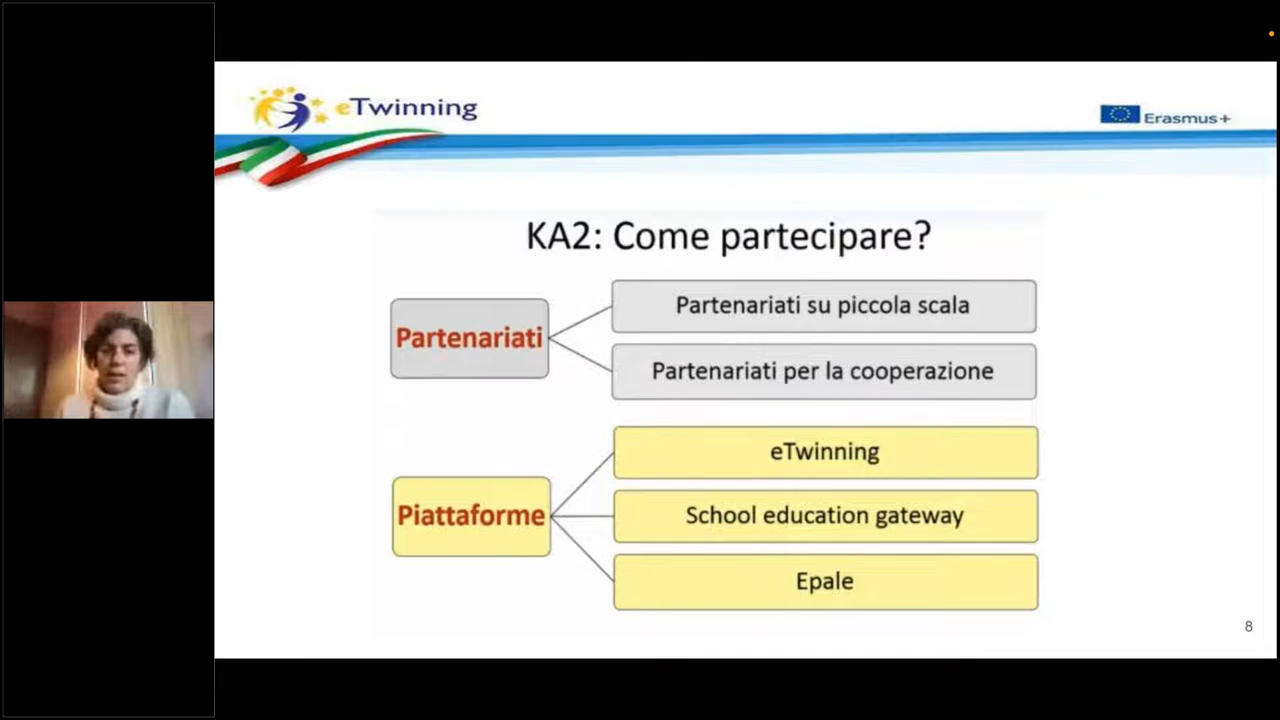 eTwinning
Erasmus+
KA2: Come partecipare?
Partenariati
Partenariati su piccola scala
Partenariati per la cooperazione
Piattaforme
eTwinning
School education gateway
Epale
8